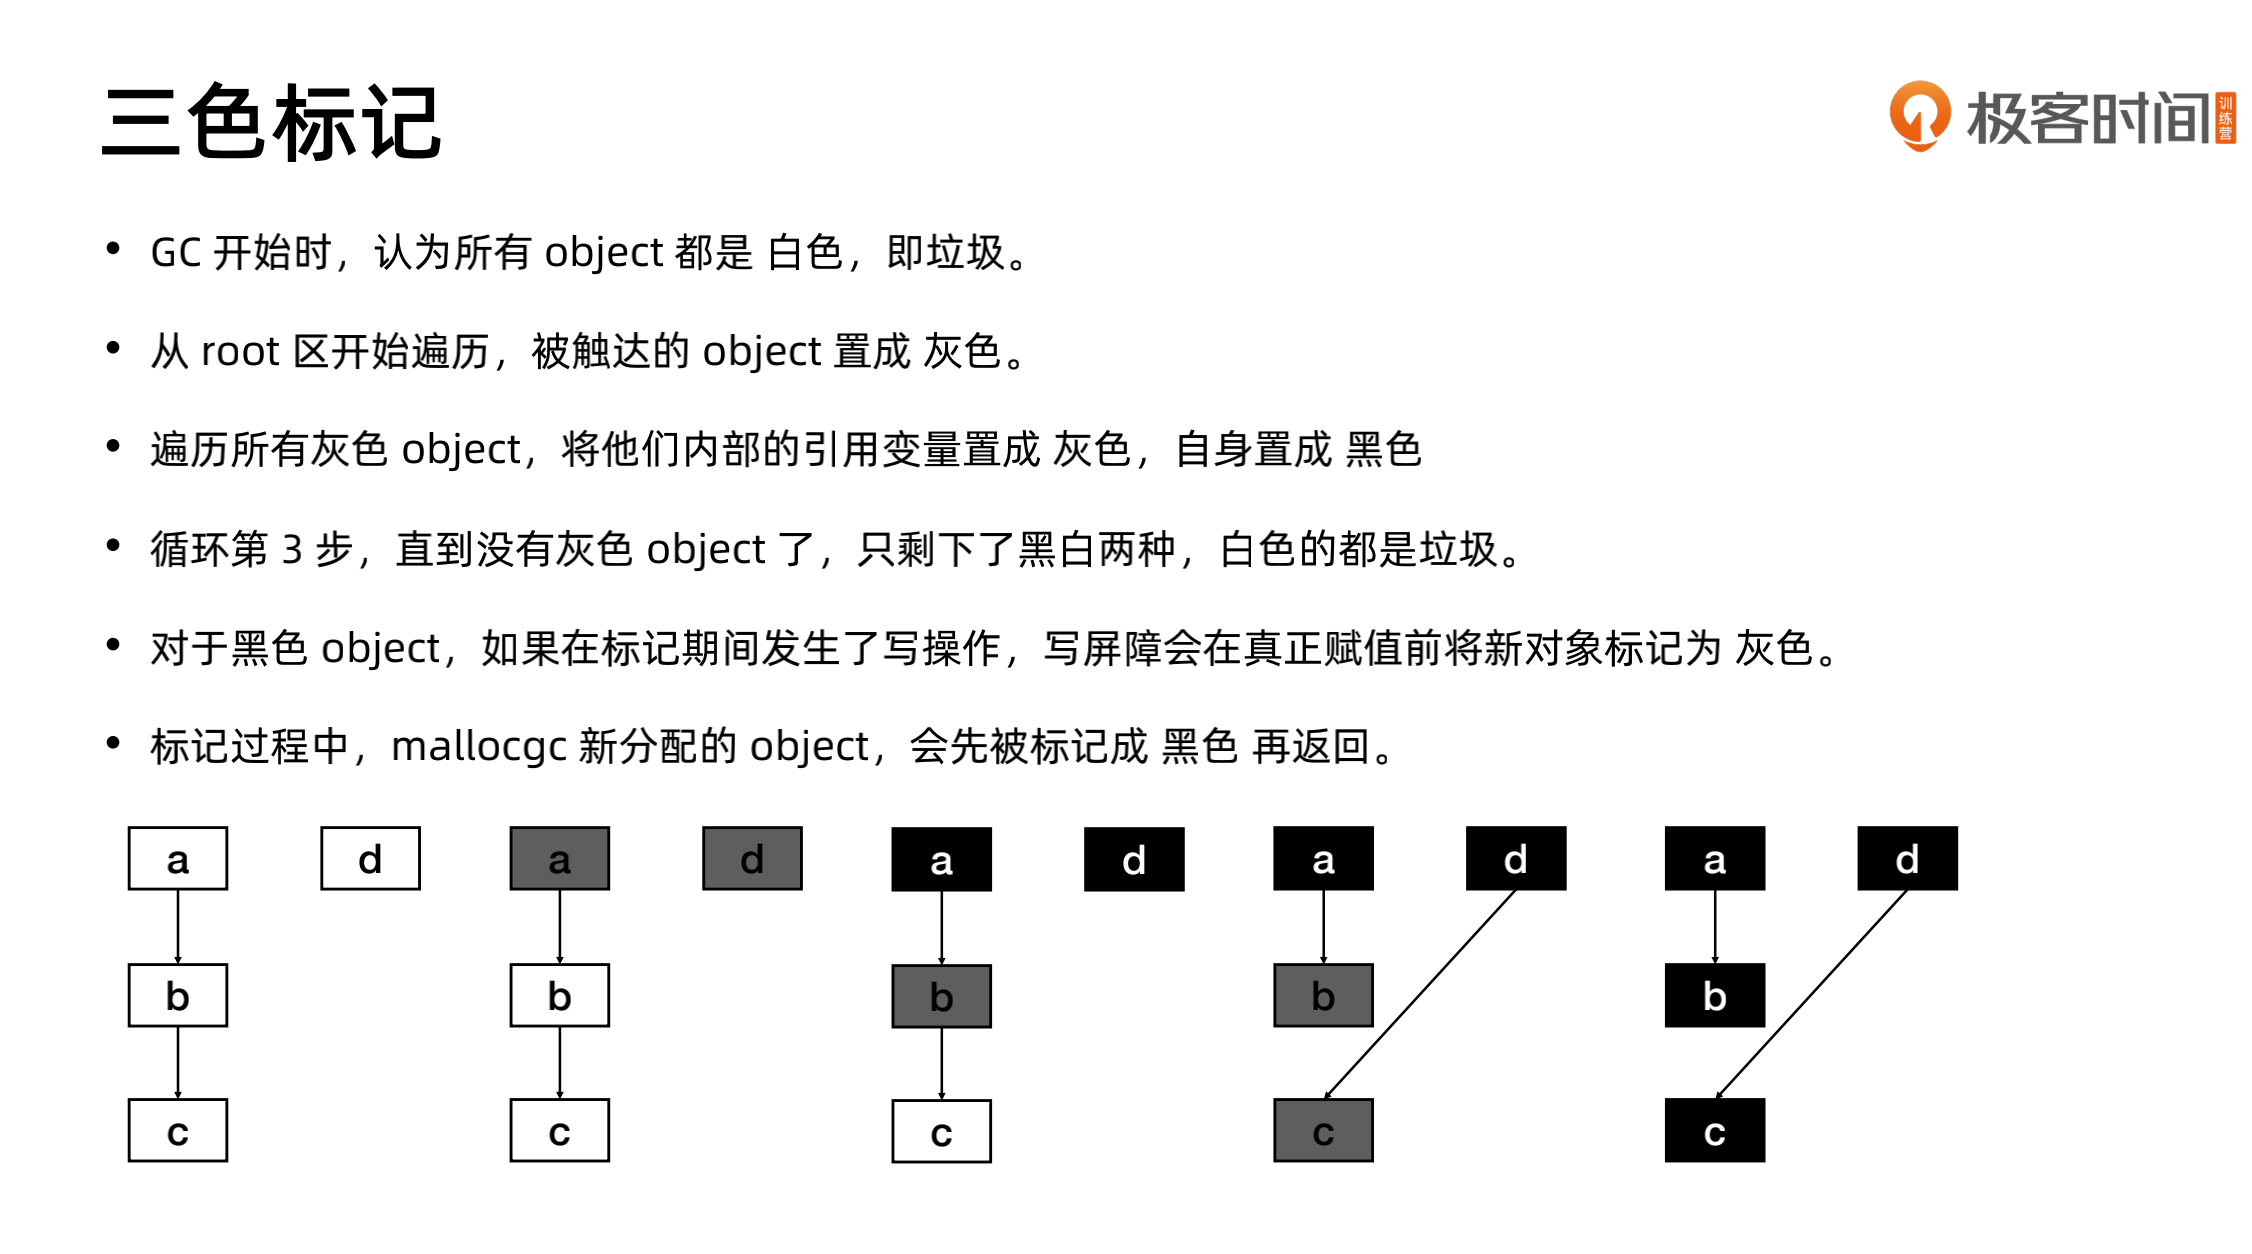 三色标记
极客时间
训练营
• GC 开始时，认为所有 object 都是 白色，即垃圾。
• 从 root 区开始遍历，被触达的 object 置成 灰色。
• 遍历所有灰色 object，将他们内部的引用变量置成 灰色，自身置成 黑色
• 循环第 3 步，直到没有灰色 object 了，只剩下了黑白两种，白色的都是垃圾。
• 对于黑色 object，如果在标记期间发生了写操作，写屏障会在真正赋值前将新对象标记为 灰色。
• 标记过程中，mallocgc 新分配的 object，会先被标记成 黑色 再返回。
a d a d a d a d a d
b b b b b
c c c c c